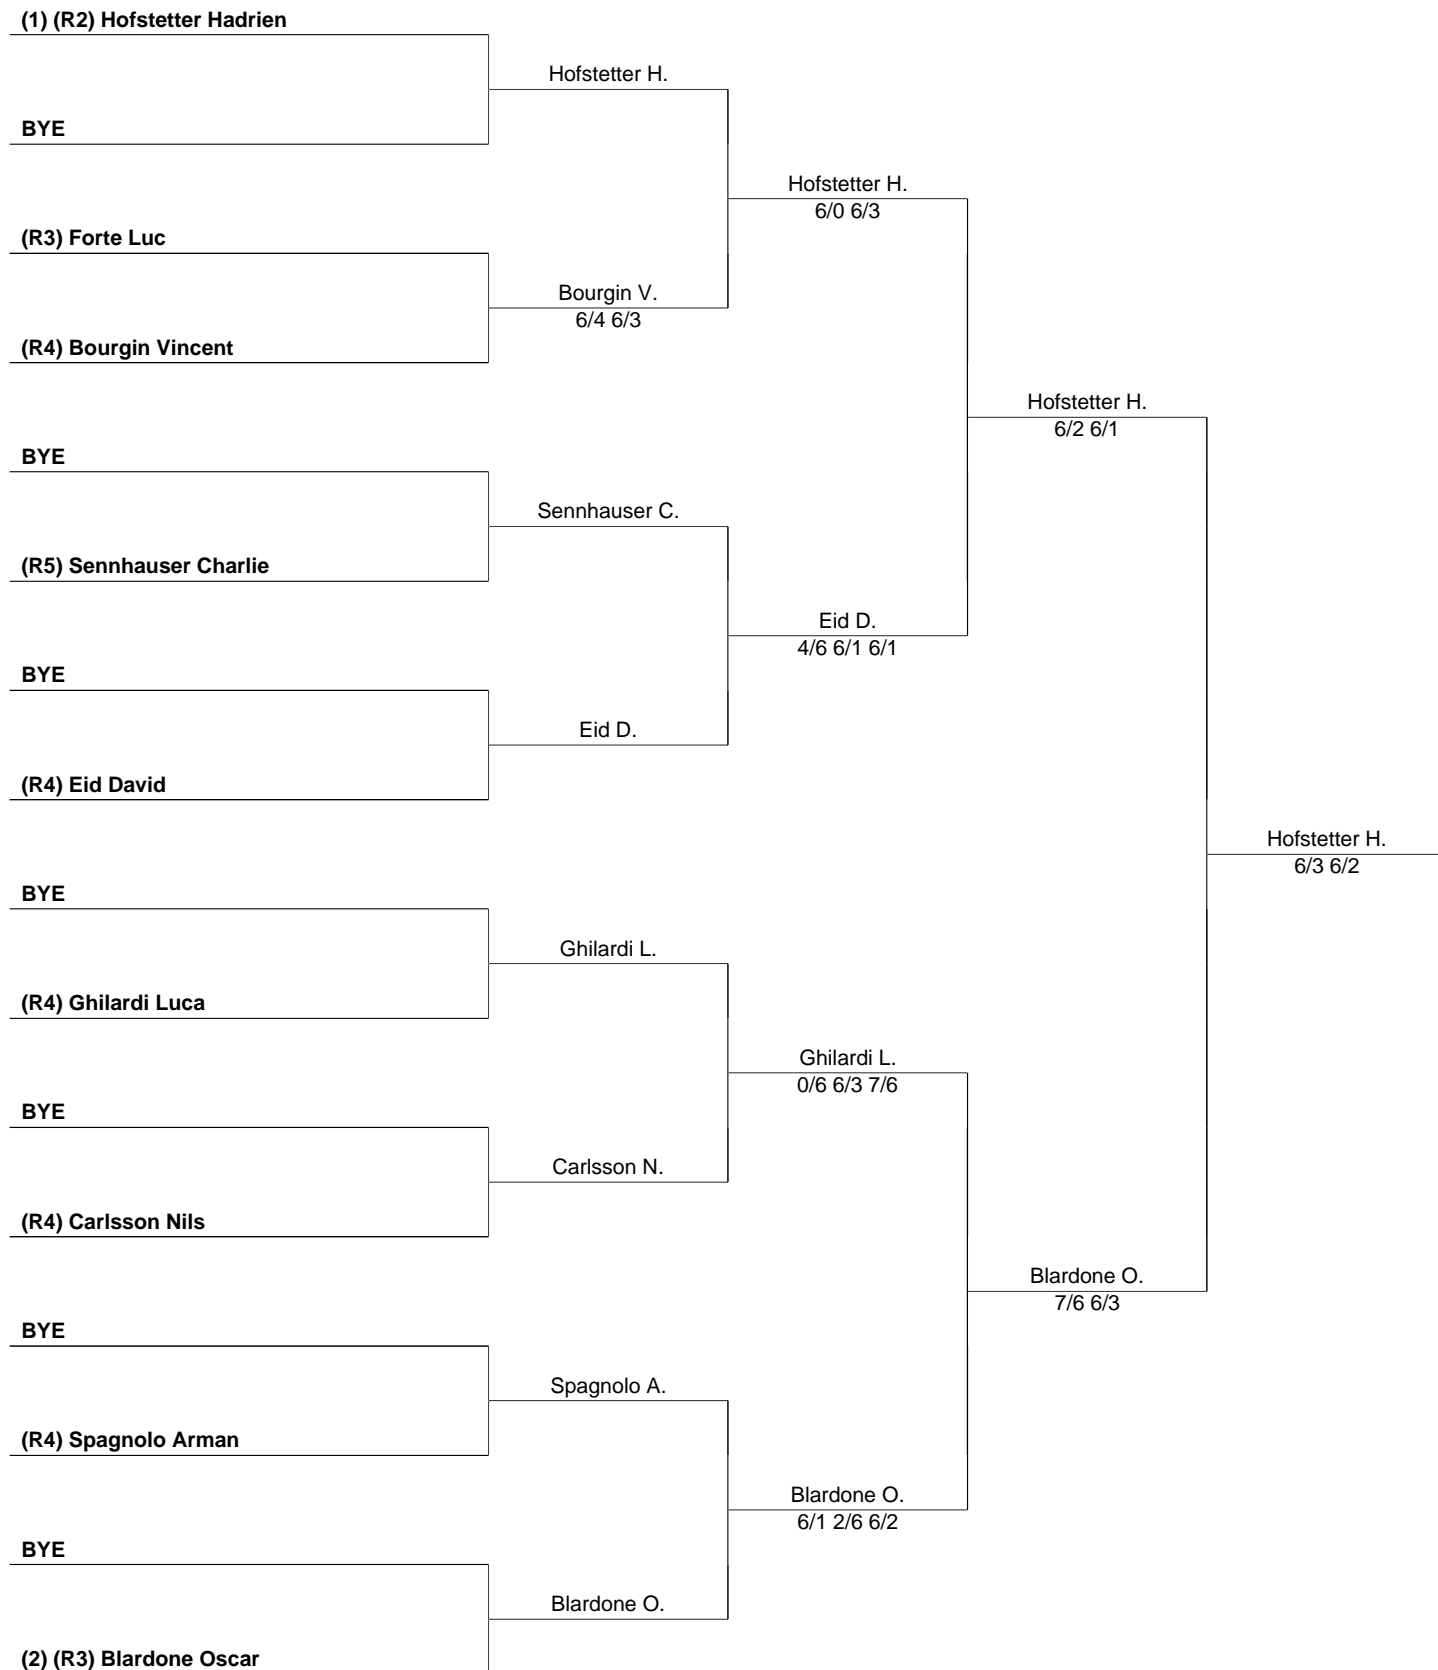 (1) (R2) Hofstetter Hadrien
Hofstetter H.
BYE
Hofstetter H.
6/0 6/3
(R3) Forte Luc
Bourgin V.
6/4 6/3
(R4) Bourgin Vincent
Hofstetter H.
6/2 6/1
BYE
Sennhauser C.
(R5) Sennhauser Charlie
Eid D.
4/6 6/1 6/1
BYE
Eid D.
(R4) Eid David
Hofstetter H.
6/3 6/2
BYE
Ghilardi L.
(R4) Ghilardi Luca
Ghilardi L.
0/6 6/3 7/6
BYE
Carlsson N.
(R4) Carlsson Nils
Blardone O.
7/6 6/3
BYE
Spagnolo A.
(R4) Spagnolo Arman
Blardone O.
6/1 2/6 6/2
BYE
Blardone O.
(2) (R3) Blardone Oscar